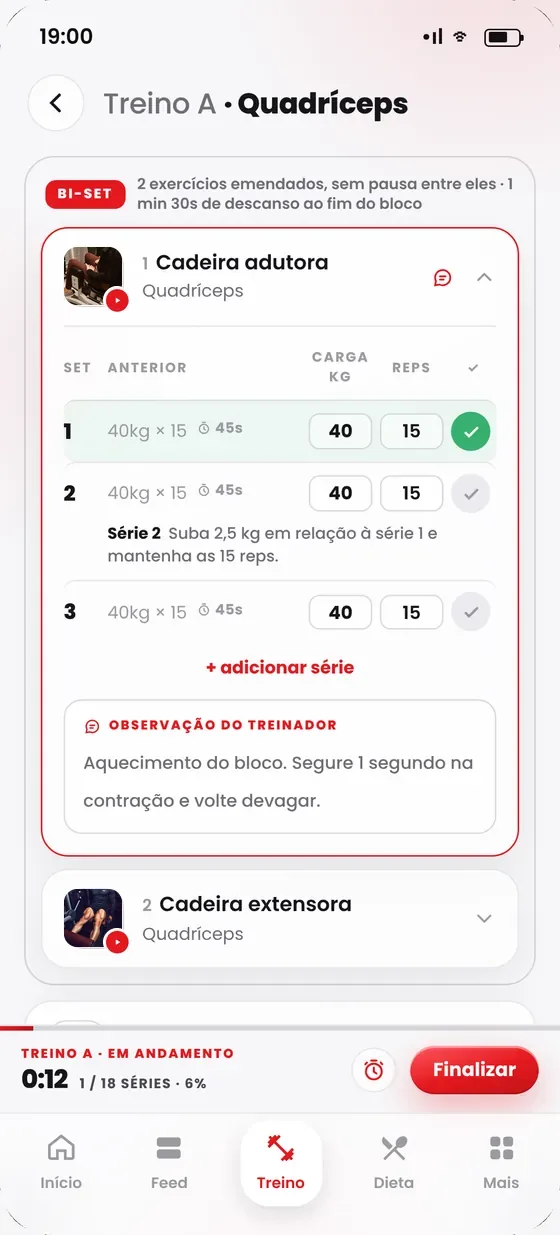 19:00
Treino A · Quadríceps
BI-SET
2 exercícios emendados, sem pausa entre eles · 1
min 30s de descanso ao fim do bloco
1 Cadeira adutora
Quadríceps
SET ANTERIOR CARGA KG REPS ✓
1 40kg × 15 45s 40 15 ✓
2 40kg × 15 45s 40 15 ✓
Série 2 Suba 2,5 kg em relação à série 1 e
mantenha as 15 reps.
3 40kg × 15 45s 40 15 ✓
+ adicionar série
OBSERVAÇÃO DO TREINADOR
Aquecimento do bloco. Segure 1 segundo na
contração e volte devagar.
2 Cadeira extensora
Quadríceps
TREINO A · EM ANDAMENTO
0:12 1 / 18 SÉRIES · 6%
Finalizar
Início Feed Treino Dieta Mais